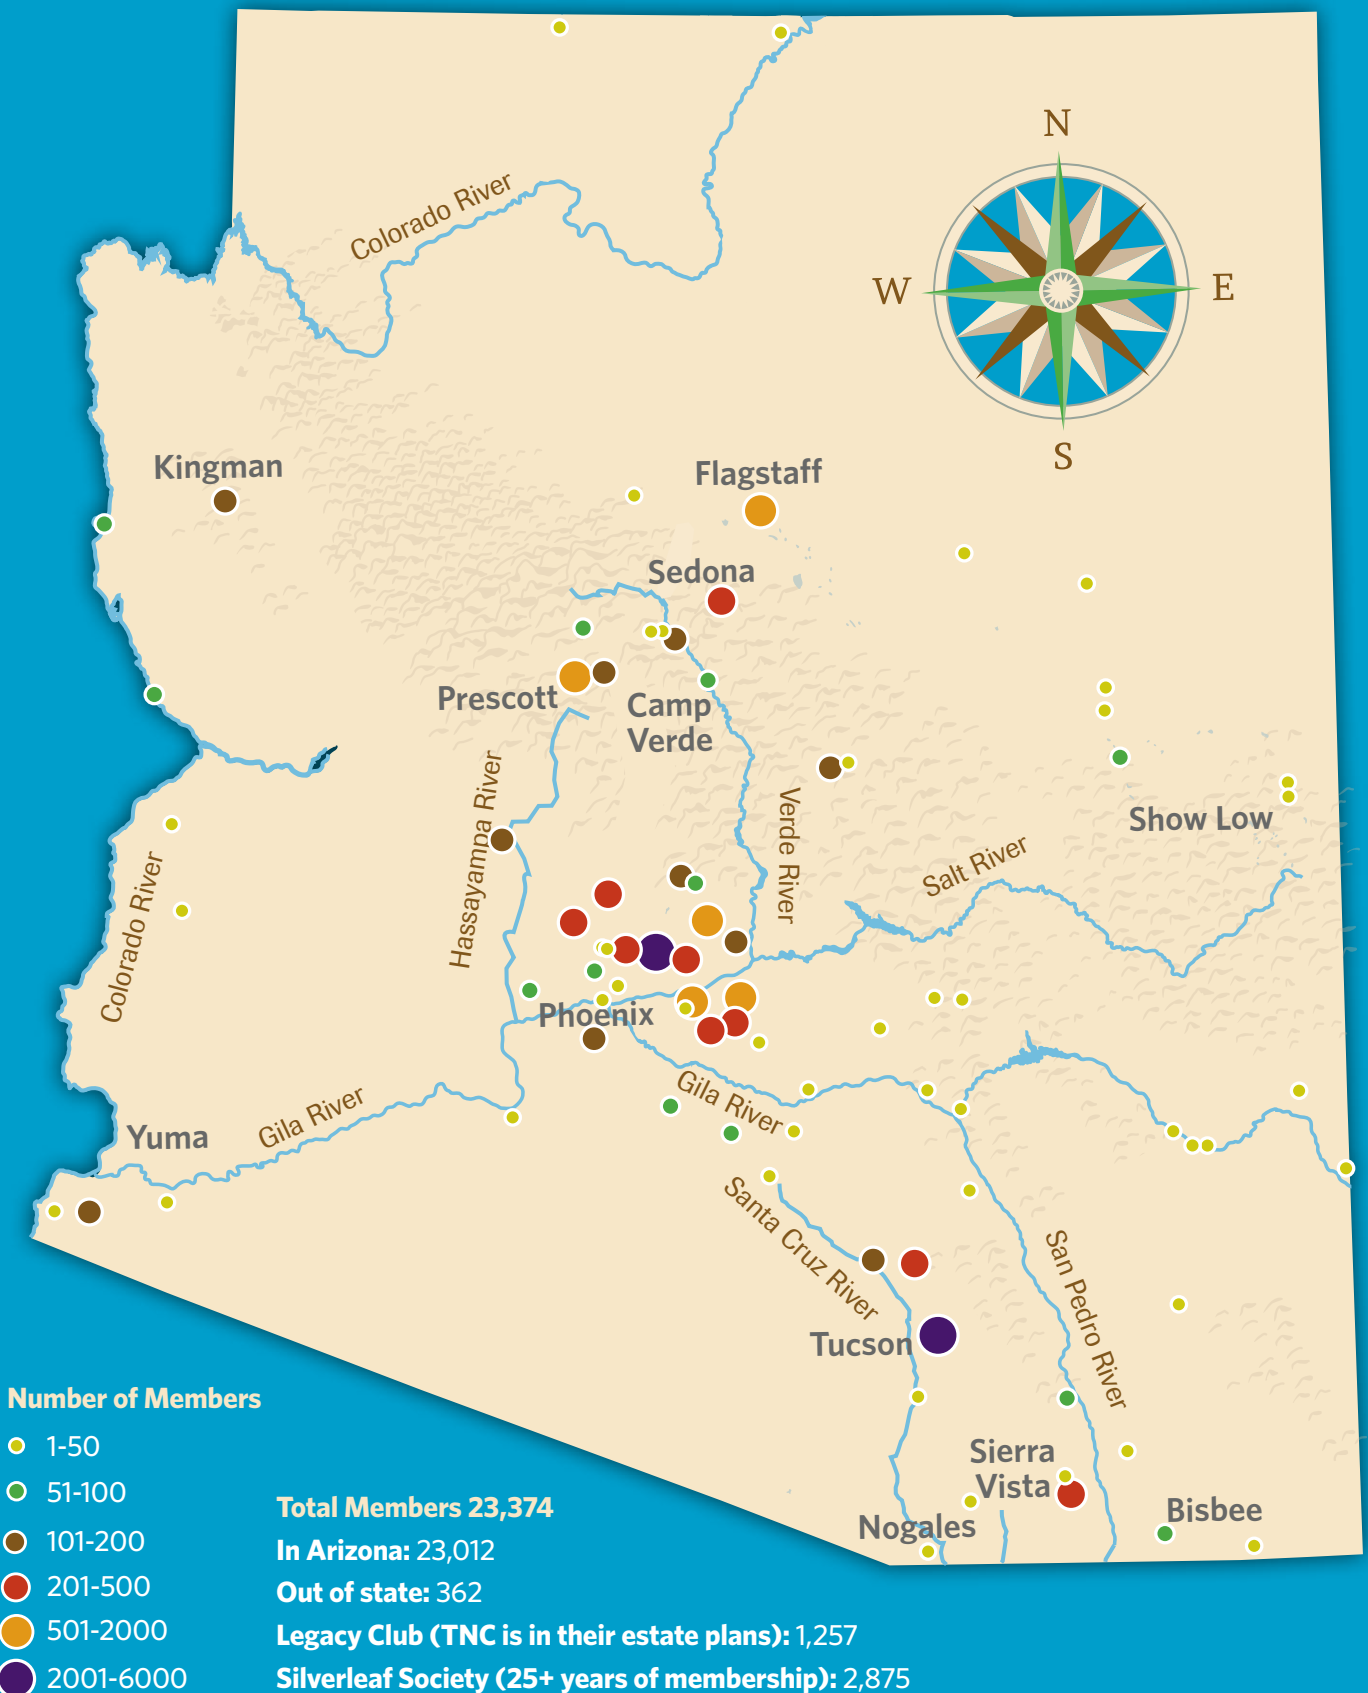 N
Colorado River
W
E
S
Kingman
Flagstaff
Sedona
Prescott
Camp
Verde
Hassayampa River
Verde River
Show Low
Salt River
Colorado River
Phoenix
Gila River
Gila River
Yuma
Santa Cruz River
San Pedro River
Tucson
Sierra
Vista
Nogales
Bisbee
Number of Members
1-50
51-100
101-200
201-500
501-2000
2001-6000
Total Members 23,374
In Arizona: 23,012
Out of state: 362
Legacy Club (TNC is in their estate plans): 1,257
Silverleaf Society (25+ years of membership): 2,875